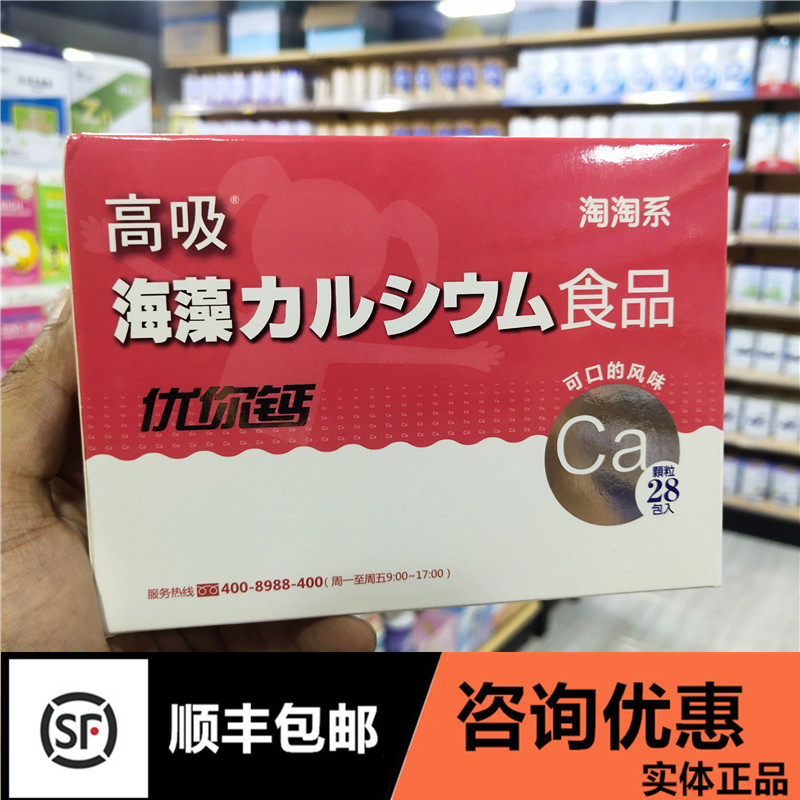 高吸®
淘淘系
海藻カルシウム食品
优你钙
可口的风味
Ca
顆粒
28
包入
服务热线 400-8988-400(周一至周五9:00~17:00)
SF
顺丰包邮
咨询优惠
实体正品